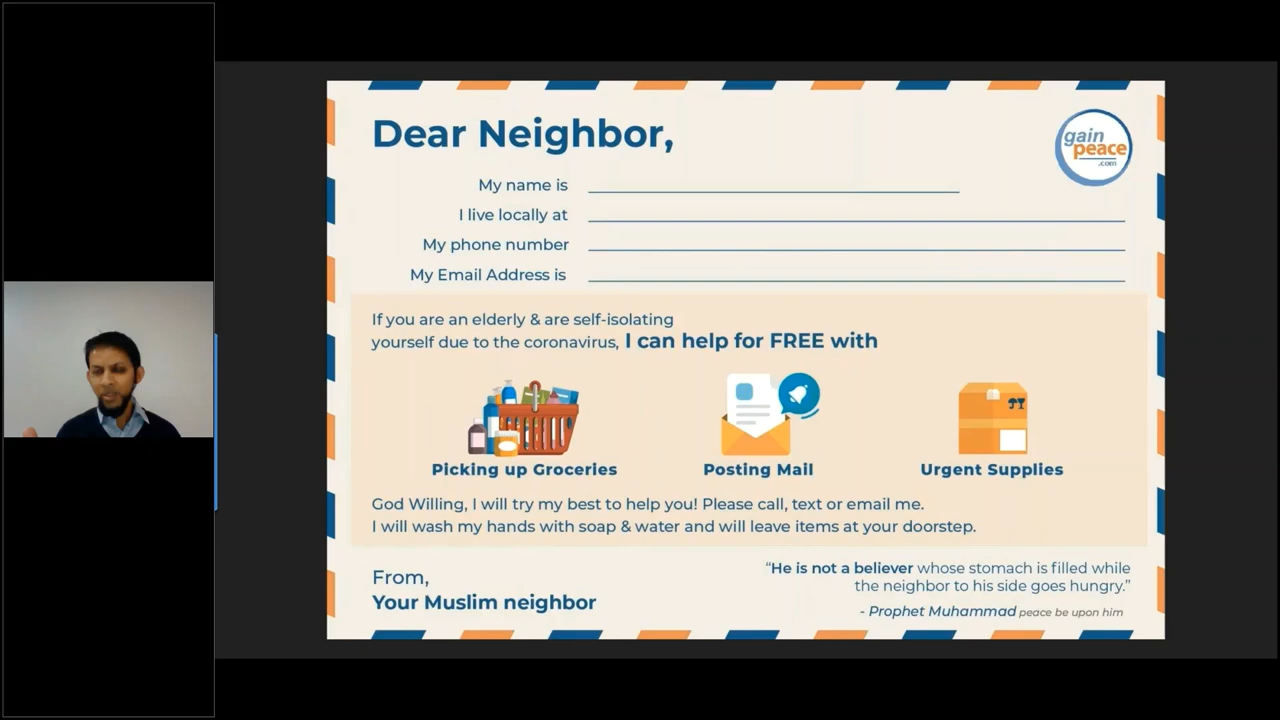 Dear Neighbor,
gain
peace
.com
My name is
I live locally at
My phone number
My Email Address is
If you are an elderly & are self-isolating
yourself due to the coronavirus, I can help for FREE with
Picking up Groceries
Posting Mail
Urgent Supplies
God Willing, I will try my best to help you! Please call, text or email me.
I will wash my hands with soap & water and will leave items at your doorstep.
From,
Your Muslim neighbor
“He is not a believer whose stomach is filled while
the neighbor to his side goes hungry.”
- Prophet Muhammad peace be upon him